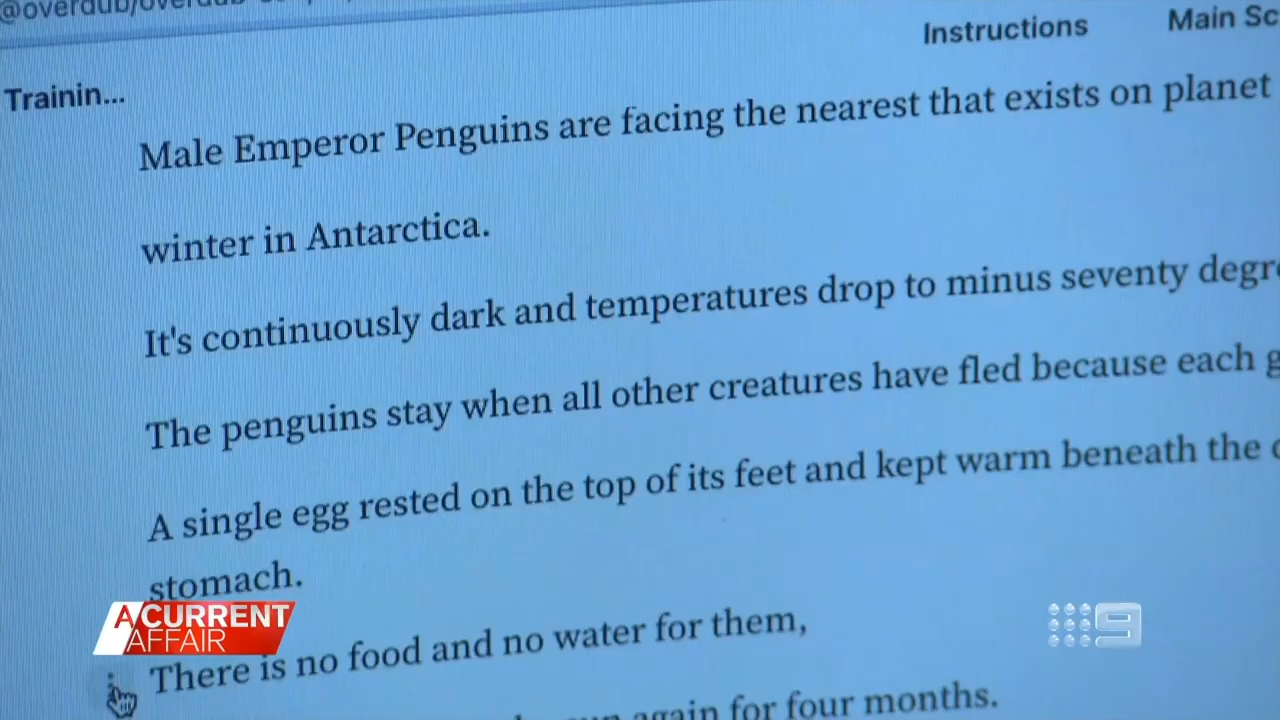 Instructions
Main Sc
Trainin...
Male Emperor Penguins are facing the nearest that exists on planet
winter in Antarctica.
It's continuously dark and temperatures drop to minus seventy degre
The penguins stay when all other creatures have fled because each g
A single egg rested on the top of its feet and kept warm beneath the
stomach.
There is no food and no water for them,
again for four months.
A CURRENT
AFFAIR
9